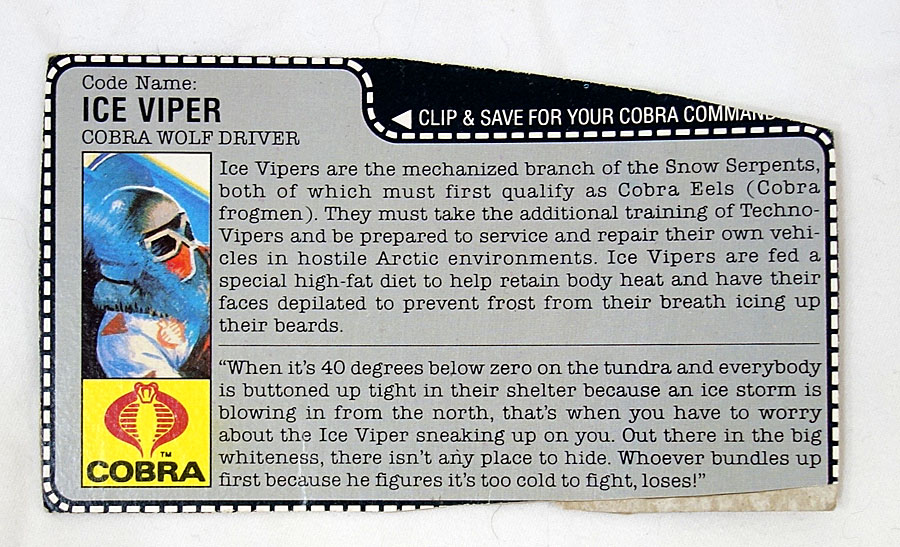 Code Name:
ICE VIPER
COBRA WOLF DRIVER
◀ CLIP & SAVE FOR YOUR COBRA COMMAND
Ice Vipers are the mechanized branch of the Snow Serpents,
both of which must first qualify as Cobra Eels (Cobra
frogmen). They must take the additional training of Techno-
Vipers and be prepared to service and repair their own vehi-
cles in hostile Arctic environments. Ice Vipers are fed a
special high-fat diet to help retain body heat and have their
faces depilated to prevent frost from their breath icing up
their beards.
“When it’s 40 degrees below zero on the tundra and everybody
is buttoned up tight in their shelter because an ice storm is
blowing in from the north, that’s when you have to worry
about the Ice Viper sneaking up on you. Out there in the big
whiteness, there isn’t any place to hide. Whoever bundles up
first because he figures it’s too cold to fight, loses!”
TM
COBRA